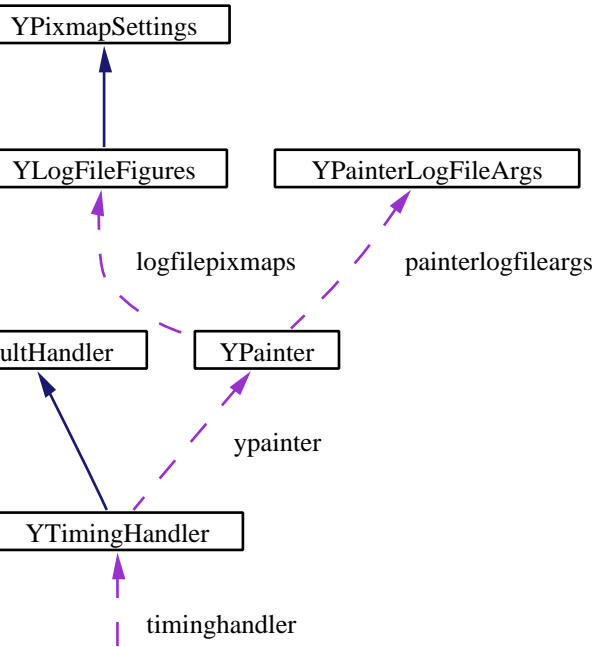 YPixmapSettings
YLogFileFigures
YPainterLogFileArgs
logfilepixmaps
painterlogfileargs
ultHandler
YPainter
ypainter
YTimingHandler
timinghandler